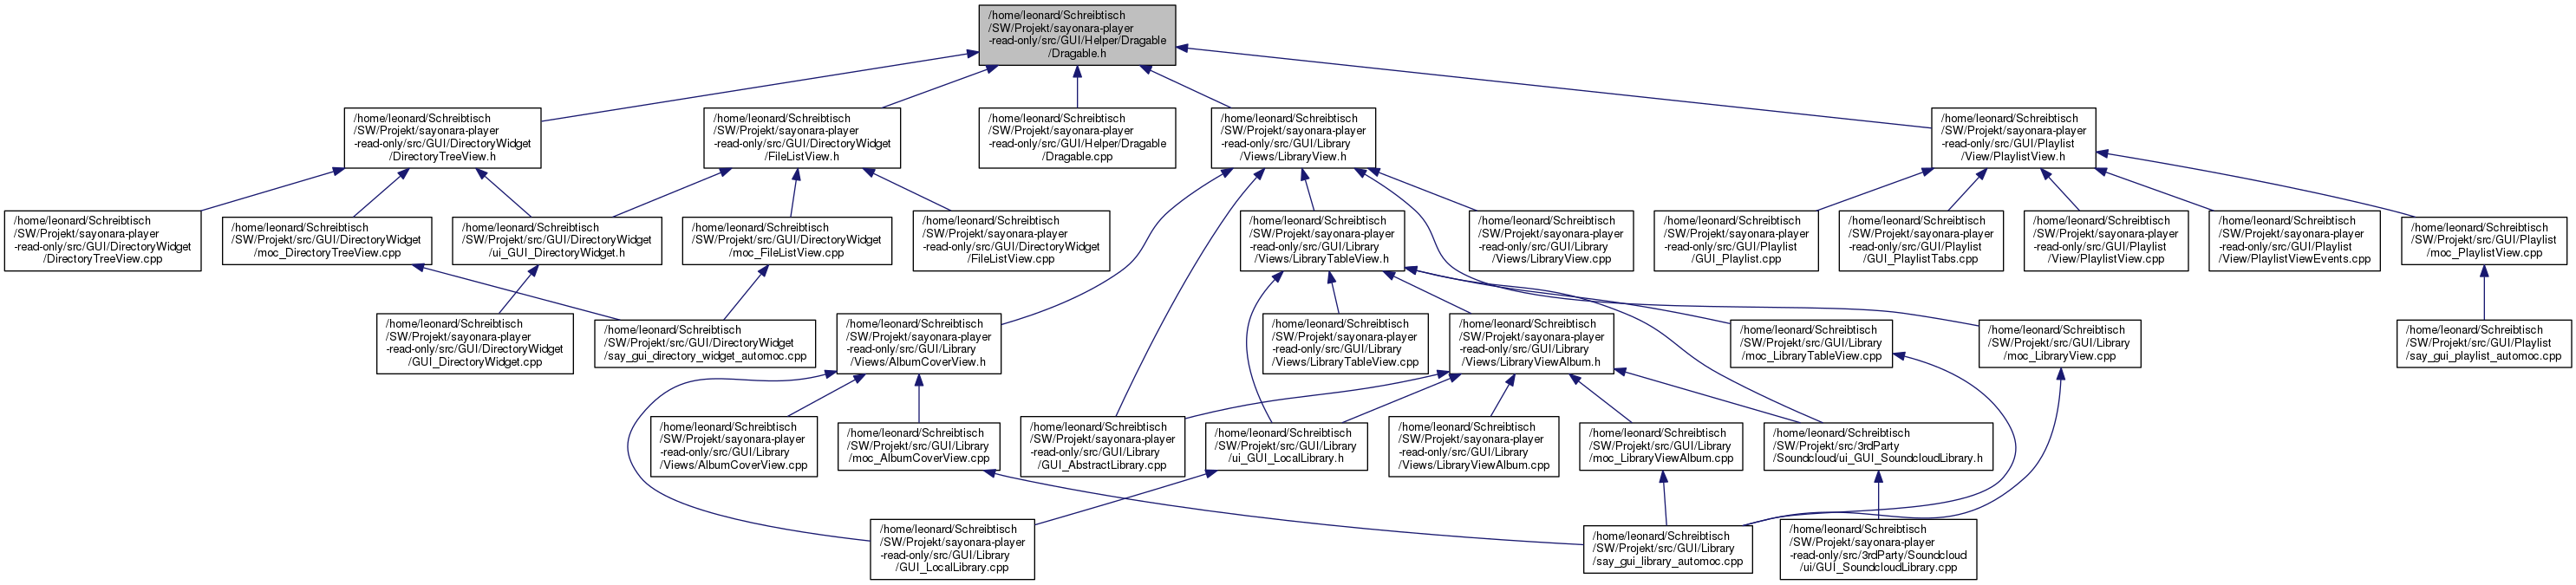 /home/leonard/Schreibtisch
/SW/Projekt/sayonara-player
-read-only/src/GUI/Helper/Dragable
/Dragable.h
/home/leonard/Schreibtisch
/SW/Projekt/sayonara-player
-read-only/src/GUI/DirectoryWidget
/DirectoryTreeView.h
/home/leonard/Schreibtisch
/SW/Projekt/sayonara-player
-read-only/src/GUI/DirectoryWidget
/FileListView.h
/home/leonard/Schreibtisch
/SW/Projekt/sayonara-player
-read-only/src/GUI/Helper/Dragable
/Dragable.cpp
/home/leonard/Schreibtisch
/SW/Projekt/sayonara-player
-read-only/src/GUI/Library
/Views/LibraryView.h
/home/leonard/Schreibtisch
/SW/Projekt/sayonara-player
-read-only/src/GUI/Playlist
/View/PlaylistView.h
/home/leonard/Schreibtisch
/SW/Projekt/sayonara-player
-read-only/src/GUI/DirectoryWidget
/DirectoryTreeView.cpp
/home/leonard/Schreibtisch
/SW/Projekt/src/GUI/DirectoryWidget
/moc_DirectoryTreeView.cpp
/home/leonard/Schreibtisch
/SW/Projekt/src/GUI/DirectoryWidget
/ui_GUI_DirectoryWidget.h
/home/leonard/Schreibtisch
/SW/Projekt/src/GUI/DirectoryWidget
/moc_FileListView.cpp
/home/leonard/Schreibtisch
/SW/Projekt/sayonara-player
-read-only/src/GUI/DirectoryWidget
/FileListView.cpp
/home/leonard/Schreibtisch
/SW/Projekt/sayonara-player
-read-only/src/GUI/Library
/Views/LibraryTableView.h
/home/leonard/Schreibtisch
/SW/Projekt/sayonara-player
-read-only/src/GUI/Library
/Views/LibraryView.cpp
/home/leonard/Schreibtisch
/SW/Projekt/sayonara-player
-read-only/src/GUI/Playlist
/GUI_Playlist.cpp
/home/leonard/Schreibtisch
/SW/Projekt/sayonara-player
-read-only/src/GUI/Playlist
/GUI_PlaylistTabs.cpp
/home/leonard/Schreibtisch
/SW/Projekt/sayonara-player
-read-only/src/GUI/Playlist
/View/PlaylistView.cpp
/home/leonard/Schreibtisch
/SW/Projekt/sayonara-player
-read-only/src/GUI/Playlist
/View/PlaylistViewEvents.cpp
/home/leonard/Schreibtisch
/SW/Projekt/src/GUI/Playlist
/moc_PlaylistView.cpp
/home/leonard/Schreibtisch
/SW/Projekt/sayonara-player
-read-only/src/GUI/DirectoryWidget
/GUI_DirectoryWidget.cpp
/home/leonard/Schreibtisch
/SW/Projekt/src/GUI/DirectoryWidget
/say_gui_directory_widget_automoc.cpp
/home/leonard/Schreibtisch
/SW/Projekt/sayonara-player
-read-only/src/GUI/Library
/Views/AlbumCoverView.h
/home/leonard/Schreibtisch
/SW/Projekt/sayonara-player
-read-only/src/GUI/Library
/Views/LibraryTableView.cpp
/home/leonard/Schreibtisch
/SW/Projekt/sayonara-player
-read-only/src/GUI/Library
/Views/LibraryViewAlbum.h
/home/leonard/Schreibtisch
/SW/Projekt/src/GUI/Library
/moc_LibraryTableView.cpp
/home/leonard/Schreibtisch
/SW/Projekt/src/GUI/Library
/moc_LibraryView.cpp
/home/leonard/Schreibtisch
/SW/Projekt/src/GUI/Playlist
/say_gui_playlist_automoc.cpp
/home/leonard/Schreibtisch
/SW/Projekt/sayonara-player
-read-only/src/GUI/Library
/Views/AlbumCoverView.cpp
/home/leonard/Schreibtisch
/SW/Projekt/src/GUI/Library
/moc_AlbumCoverView.cpp
/home/leonard/Schreibtisch
/SW/Projekt/sayonara-player
-read-only/src/GUI/Library
/GUI_AbstractLibrary.cpp
/home/leonard/Schreibtisch
/SW/Projekt/src/GUI/Library
/ui_GUI_LocalLibrary.h
/home/leonard/Schreibtisch
/SW/Projekt/sayonara-player
-read-only/src/GUI/Library
/Views/LibraryViewAlbum.cpp
/home/leonard/Schreibtisch
/SW/Projekt/src/GUI/Library
/moc_LibraryViewAlbum.cpp
/home/leonard/Schreibtisch
/SW/Projekt/src/3rdParty
/Soundcloud/ui_GUI_SoundcloudLibrary.h
/home/leonard/Schreibtisch
/SW/Projekt/sayonara-player
-read-only/src/GUI/Library
/GUI_LocalLibrary.cpp
/home/leonard/Schreibtisch
/SW/Projekt/src/GUI/Library
/say_gui_library_automoc.cpp
/home/leonard/Schreibtisch
/SW/Projekt/sayonara-player
-read-only/src/3rdParty/Soundcloud
/ui/GUI_SoundcloudLibrary.cpp